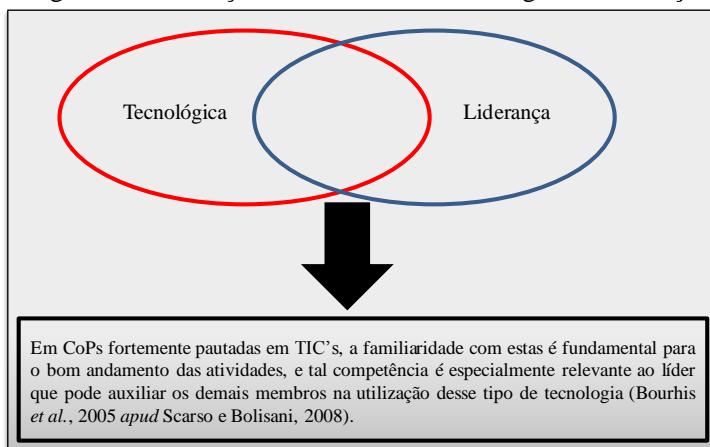 Tecnológica
Liderança
Em CoPs fortemente pautadas em TIC’s, a familiaridade com estas é fundamental para
o bom andamento das atividades, e tal competência é especialmente relevante ao líder
que pode auxiliar os demais membros na utilização desse tipo de tecnologia (Bourhis
et al., 2005 apud Scarso e Bolisani, 2008).